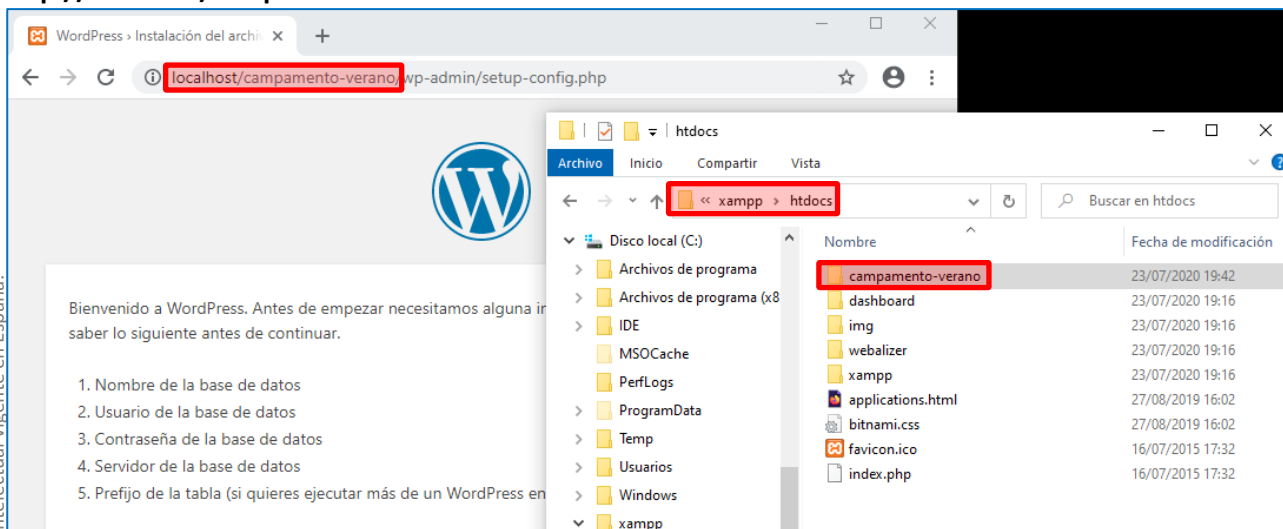 WordPress › Instalación del archi
localhost/campamento-verano/wp-admin/setup-config.php
Bienvenido a WordPress. Antes de empezar necesitamos alguna
saber lo siguiente antes de continuar.
1. Nombre de la base de datos
2. Usuario de la base de datos
3. Contraseña de la base de datos
4. Servidor de la base de datos
5. Prefijo de la tabla (si quieres ejecutar más de un WordPress en
htdocs
Archivo Inicio Compartir Vista
« xampp › htdocs
Buscar en htdocs
Disco local (C:)
Archivos de programa
Archivos de programa (x8
IDE
MSOCache
PerfLogs
ProgramData
Temp
Usuarios
Windows
xampp
Nombre Fecha de modificación
campamento-verano 23/07/2020 19:42
dashboard 23/07/2020 19:16
img 23/07/2020 19:16
webalizer 23/07/2020 19:16
xampp 23/07/2020 19:16
applications.html 27/08/2019 16:02
bitnami.css 27/08/2019 16:02
favicon.ico 16/07/2015 17:32
index.php 16/07/2015 17:32
vigente en España.